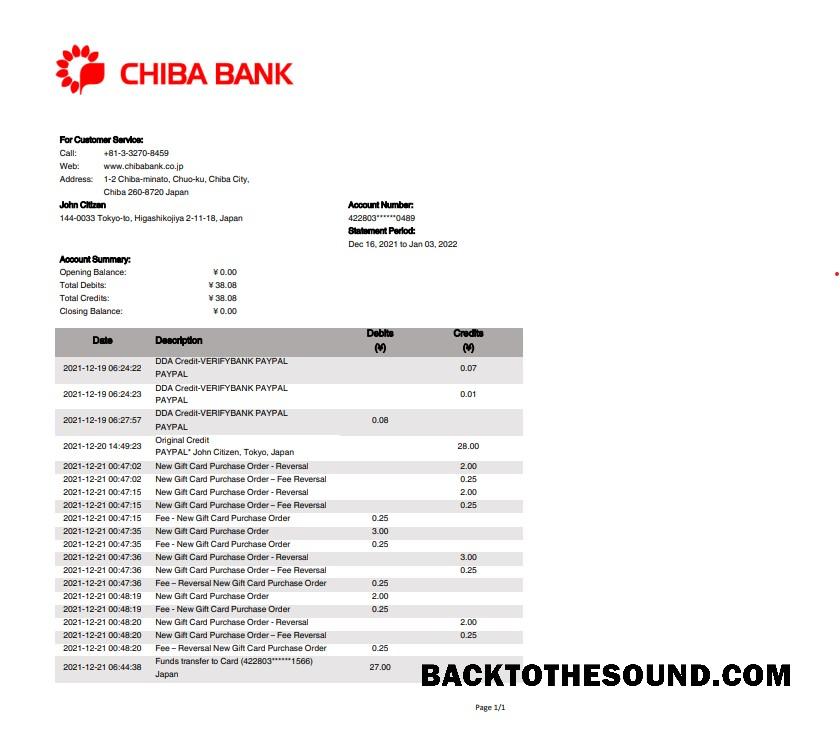 CHIBA BANK
For Customer Service:
Call: +81-3-3270-8459
Web: www.chibabank.co.jp
Address: 1-2 Chiba-minato, Chuo-ku, Chiba City,
Chiba 260-8720 Japan
John Citizen Account Number:
144-0033 Tokyo-to, Higashikojiya 2-11-18, Japan 422803******0489
Statement Period:
Dec 16, 2021 to Jan 03, 2022
Account Summary:
Opening Balance: ¥ 0.00
Total Debits: ¥ 38.08
Total Credits: ¥ 38.08
Closing Balance: ¥ 0.00
Date Description Debits (¥) Credits (¥)
2021-12-19 06:24:22 DDA Credit-VERIFYBANK PAYPAL 0.07
PAYPAL
2021-12-19 06:24:23 DDA Credit-VERIFYBANK PAYPAL 0.01
PAYPAL
2021-12-19 06:27:57 DDA Credit-VERIFYBANK PAYPAL 0.08
PAYPAL
2021-12-20 14:49:23 Original Credit 28.00
PAYPAL* John Citizen, Tokyo, Japan
2021-12-21 00:47:02 New Gift Card Purchase Order - Reversal 2.00
2021-12-21 00:47:02 New Gift Card Purchase Order – Fee Reversal 0.25
2021-12-21 00:47:15 New Gift Card Purchase Order - Reversal 2.00
2021-12-21 00:47:15 New Gift Card Purchase Order – Fee Reversal 0.25
2021-12-21 00:47:15 Fee - New Gift Card Purchase Order 0.25
2021-12-21 00:47:35 New Gift Card Purchase Order 3.00
2021-12-21 00:47:35 Fee - New Gift Card Purchase Order 0.25
2021-12-21 00:47:36 New Gift Card Purchase Order - Reversal 3.00
2021-12-21 00:47:36 New Gift Card Purchase Order – Fee Reversal 0.25
2021-12-21 00:47:36 Fee – Reversal New Gift Card Purchase Order 0.25
2021-12-21 00:48:19 New Gift Card Purchase Order 2.00
2021-12-21 00:48:19 Fee - New Gift Card Purchase Order 0.25
2021-12-21 00:48:20 New Gift Card Purchase Order - Reversal 2.00
2021-12-21 00:48:20 New Gift Card Purchase Order – Fee Reversal 0.25
2021-12-21 00:48:20 Fee – Reversal New Gift Card Purchase Order 0.25
2021-12-21 06:44:38 Funds transfer to Card (422803******1566) 27.00
Japan
BACKTOTHESOUND.COM
Page 1/1